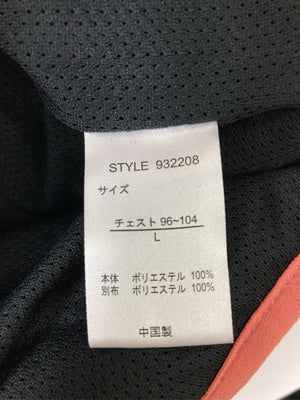 STYLE 932208
サイズ
チェスト 96~104
L
本体 ポリエステル 100%
別布 ポリエステル 100%
中国製